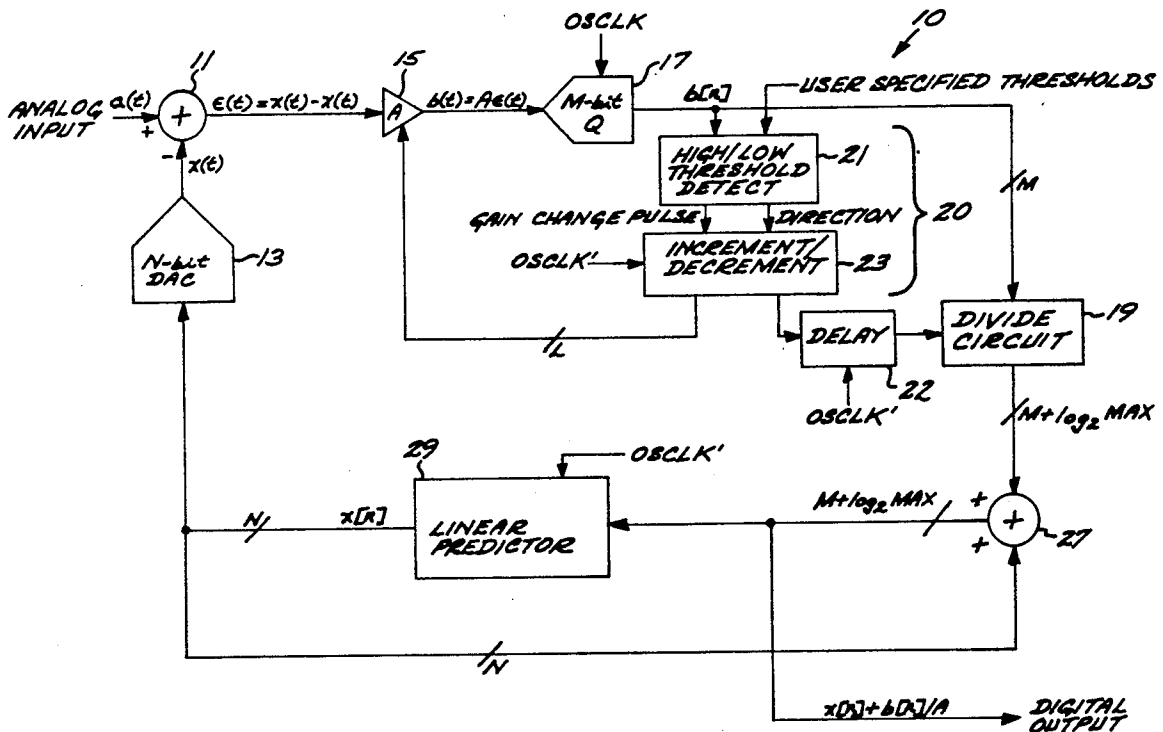 10
OSCLK
11
15
17
ANALOG
INPUT
a(t)
+
+
-
ϵ(t)=x(t)-x(t)
A
b(t)=Aϵ(t)
M-bit
Q
b[n]
USER SPECIFIED THRESHOLDS
x(t)
HIGH/LOW
THRESHOLD
DETECT
21
M
20
GAIN CHANGE PULSE
DIRECTION
N-bit
DAC
13
OSCLK'
INCREMENT/
DECREMENT
23
L
DELAY
22
OSCLK'
DIVIDE
CIRCUIT
19
M+log2 MAX
29
OSCLK'
N
x[n]
LINEAR
PREDICTOR
M+log2 MAX
+
+
+
27
N
x[n]+b[n]/A
DIGITAL
OUTPUT